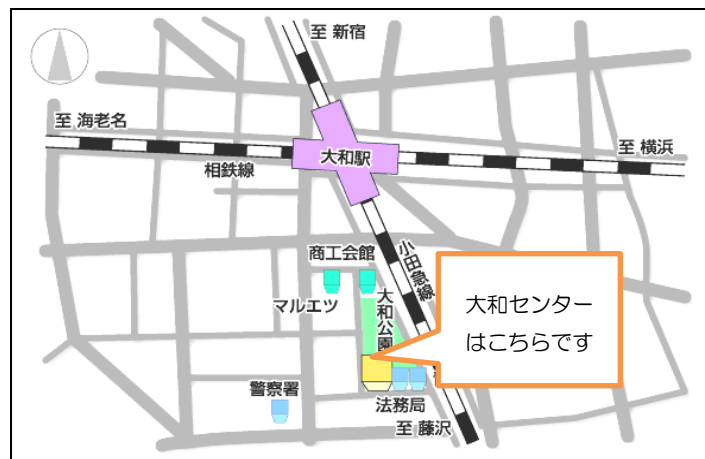 至 新宿
至 海老名
大和駅
至 横浜
相鉄線
商工会館
小田急線
マルエツ
大和公園
大和センター
はこちらです
警察署
法務局
至 藤沢